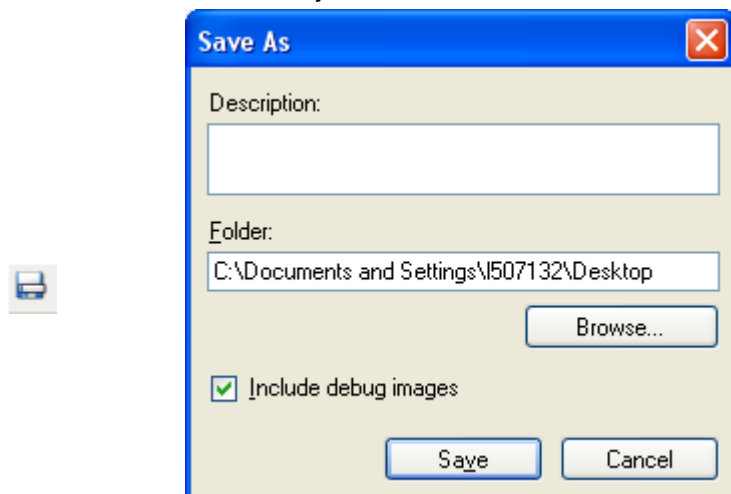 Save As
Description:
Folder:
C:\Documents and Settings\I507132\Desktop
Browse...
Include debug images
Save
Cancel